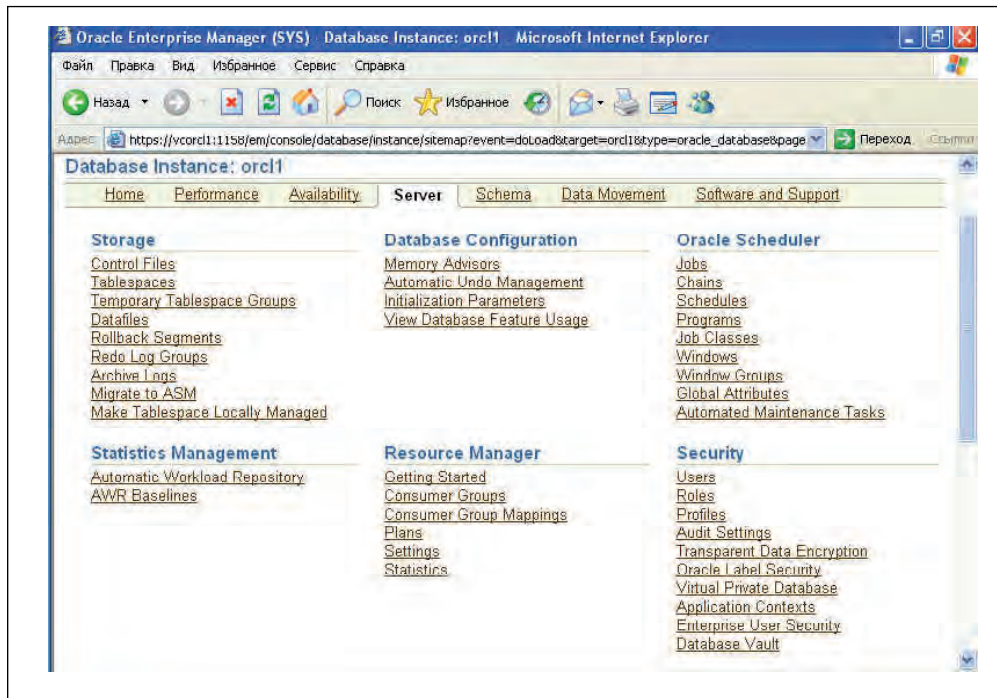 Oracle Enterprise Manager (SYS) Database Instance: orcl1 Microsoft Internet Explorer
Файл Правка Вид Избранное Сервис Справка
Назад Поиск Избранное
Адрес: https://vcorcl1:1158/em/console/database/instance/sitemap?event=doLoad&target=orcl1&type=oracle_database&page Переход Ссылки
Database Instance: orcl1
Home Performance Availability Server Schema Data Movement Software and Support
Storage
Control Files
Tablespaces
Temporary Tablespace Groups
Datafiles
Rollback Segments
Redo Log Groups
Archive Logs
Migrate to ASM
Make Tablespace Locally Managed
Database Configuration
Memory Advisors
Automatic Undo Management
Initialization Parameters
View Database Feature Usage
Oracle Scheduler
Jobs
Chains
Schedules
Programs
Job Classes
Windows
Window Groups
Global Attributes
Automated Maintenance Tasks
Statistics Management
Automatic Workload Repository
AWR Baselines
Resource Manager
Getting Started
Consumer Groups
Consumer Group Mappings
Plans
Settings
Statistics
Security
Users
Roles
Profiles
Audit Settings
Transparent Data Encryption
Oracle Label Security
Virtual Private Database
Application Contexts
Enterprise User Security
Database Vault